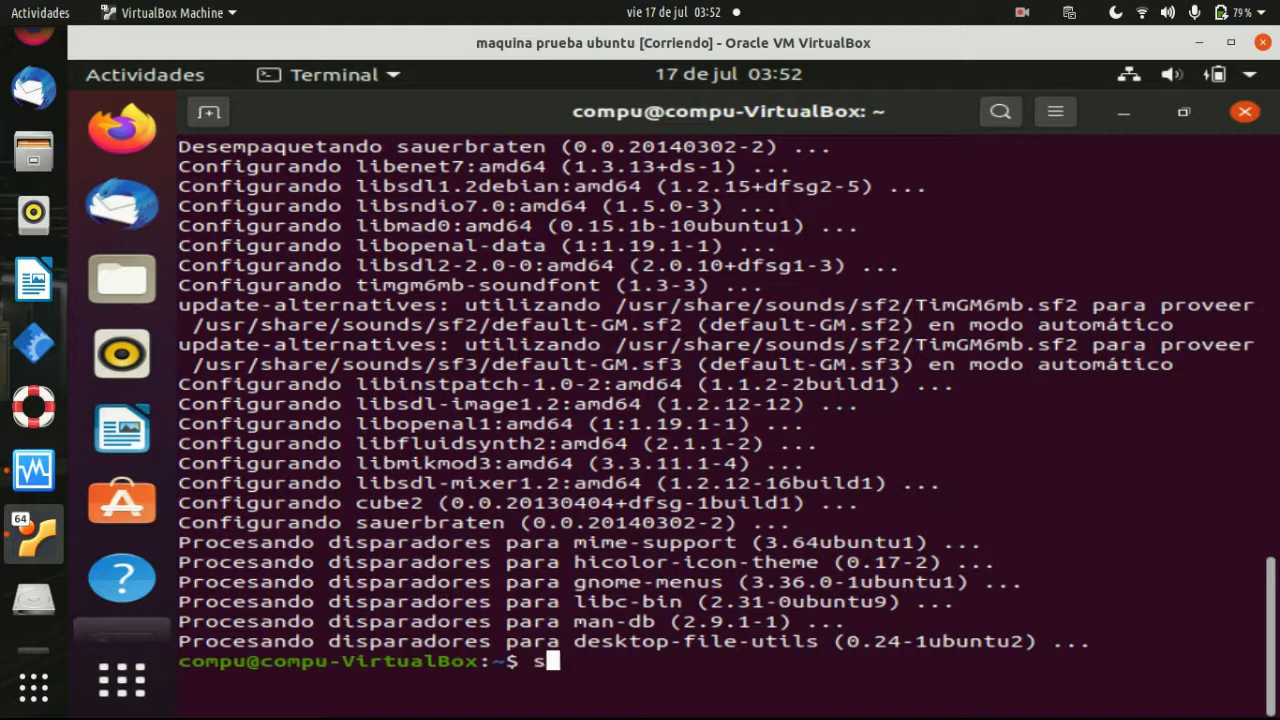 Actividades
VirtualBox Machine
vie 17 de jul 03:52
79%
maquina prueba ubuntu [Corriendo] - Oracle VM VirtualBox
Actividades
Terminal
17 de jul 03:52
compu@compu-VirtualBox: ~
Desempaquetando sauerbraten (0.0.20140302-2) ...
Configurando libenet7:amd64 (1.3.13+ds-1) ...
Configurando libsdl1.2debian:amd64 (1.2.15+dfsg2-5) ...
Configurando libsndio7.0:amd64 (1.5.0-3) ...
Configurando libmad0:amd64 (0.15.1b-10ubuntu1) ...
Configurando libopenal-data (1:1.19.1-1) ...
Configurando libsdl2-2.0-0:amd64 (2.0.10+dfsg1-3) ...
Configurando timgm6mb-soundfont (1.3-3) ...
update-alternatives: utilizando /usr/share/sounds/sf2/TimGM6mb.sf2 para proveer
/usr/share/sounds/sf2/default-GM.sf2 (default-GM.sf2) en modo automático
update-alternatives: utilizando /usr/share/sounds/sf2/TimGM6mb.sf2 para proveer
/usr/share/sounds/sf3/default-GM.sf3 (default-GM.sf3) en modo automático
Configurando libinstpatch-1.0-2:amd64 (1.1.2-2build1) ...
Configurando libsdl-image1.2:amd64 (1.2.12-12) ...
Configurando libopenal1:amd64 (1:1.19.1-1) ...
Configurando libfluidsynth2:amd64 (2.1.1-2) ...
Configurando libmikmod3:amd64 (3.3.11.1-4) ...
Configurando libsdl-mixer1.2:amd64 (1.2.12-16build1) ...
Configurando cube2 (0.0.20130404+dfsg-1build1) ...
Configurando sauerbraten (0.0.20140302-2) ...
Procesando disparadores para mime-support (3.64ubuntu1) ...
Procesando disparadores para hicolor-icon-theme (0.17-2) ...
Procesando disparadores para gnome-menus (3.36.0-1ubuntu1) ...
Procesando disparadores para libc-bin (2.31-0ubuntu9) ...
Procesando disparadores para man-db (2.9.1-1) ...
Procesando disparadores para desktop-file-utils (0.24-1ubuntu2) ...
compu@compu-VirtualBox:~$ s
64